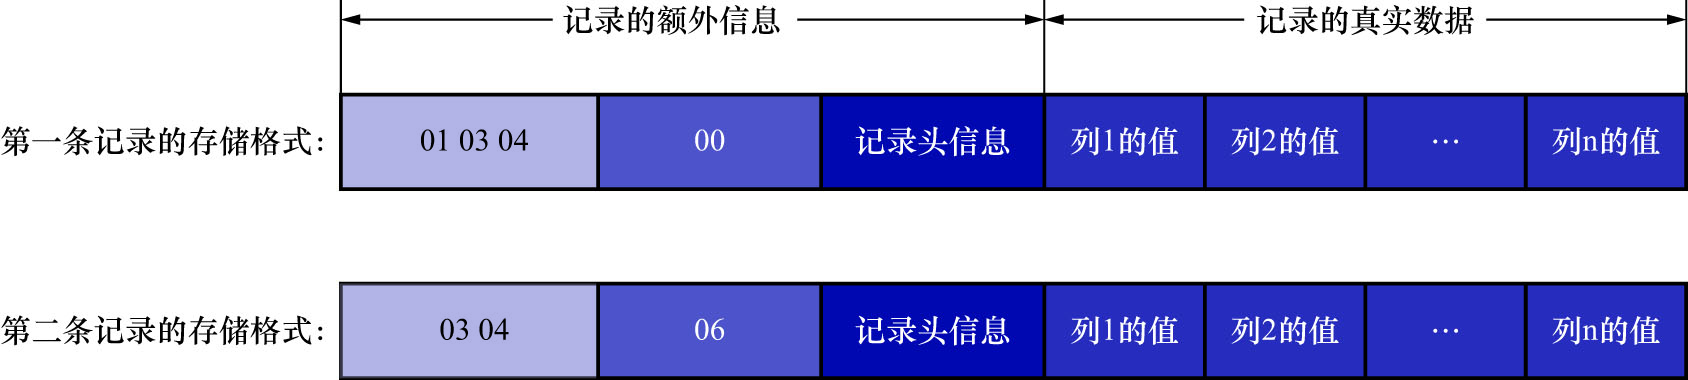 记录的额外信息 记录的真实数据
第一条记录的存储格式: 01 03 04 00 记录头信息 列1的值 列2的值 … 列n的值
第二条记录的存储格式: 03 04 06 记录头信息 列1的值 列2的值 … 列n的值